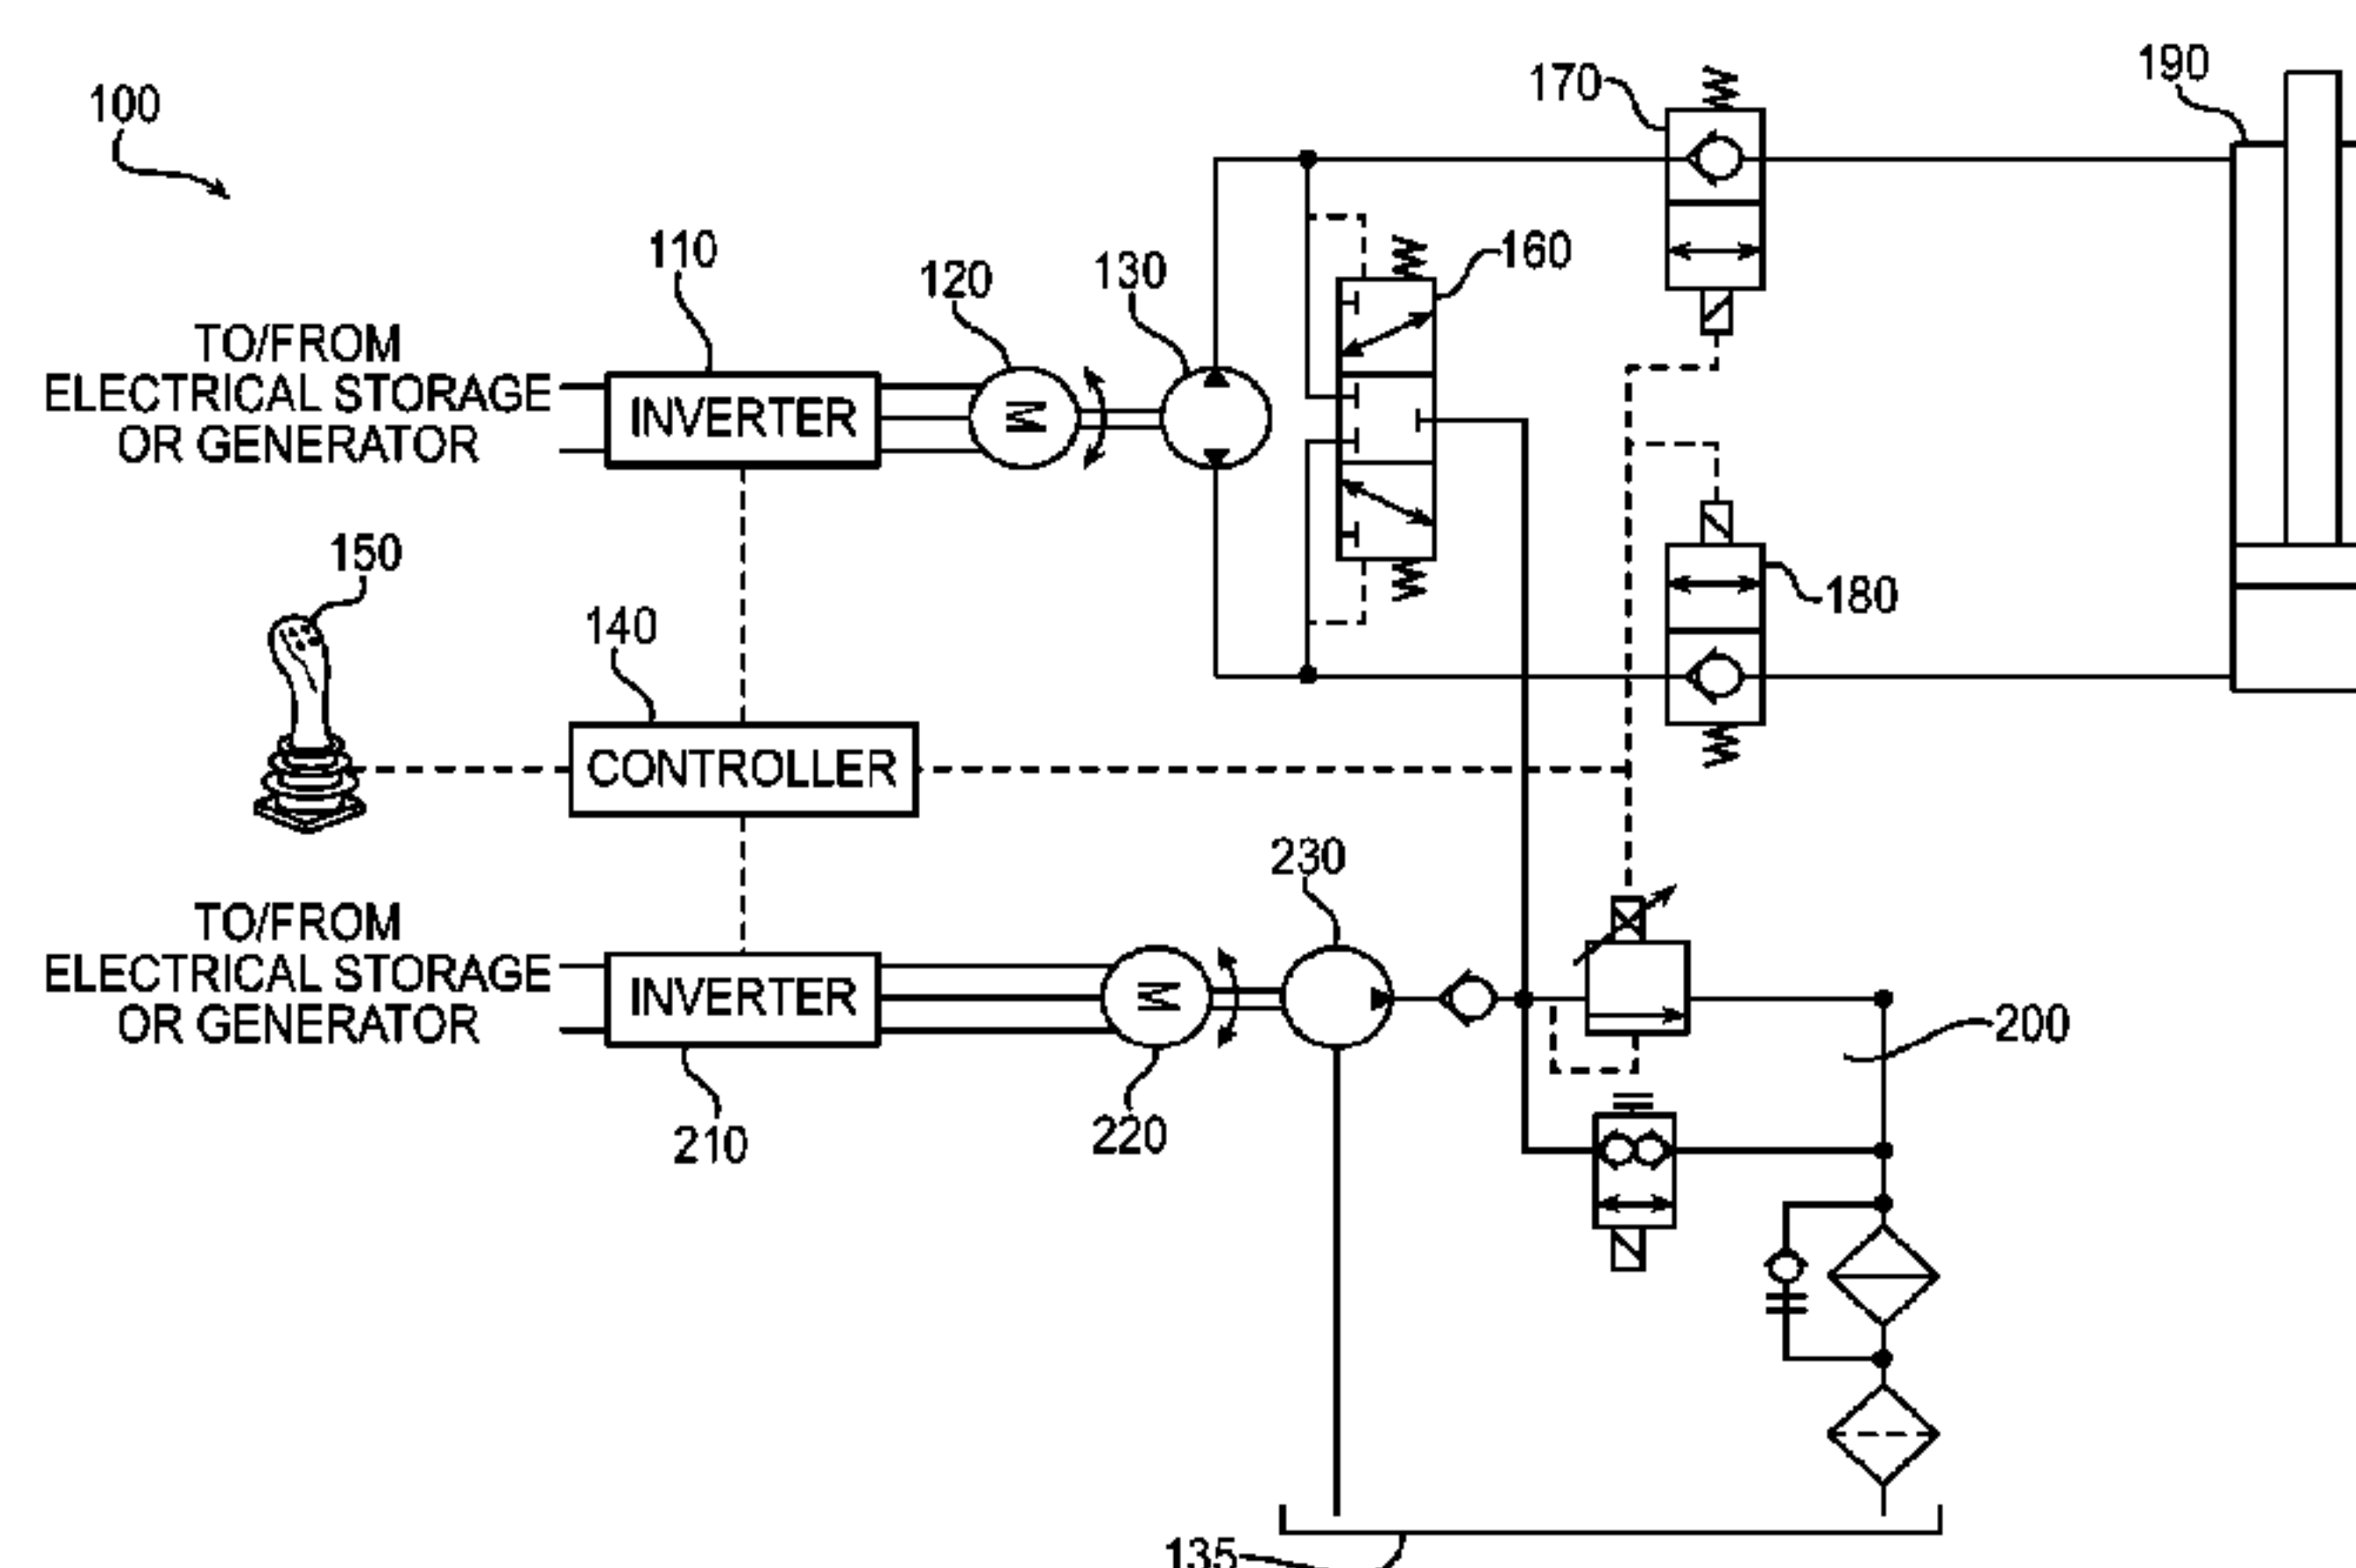 100
170
190
110
120
130
160
TO/FROM
ELECTRICAL STORAGE
OR GENERATOR
INVERTER
M
150
140
180
CONTROLLER
230
TO/FROM
ELECTRICAL STORAGE
OR GENERATOR
INVERTER
M
200
210
220
135